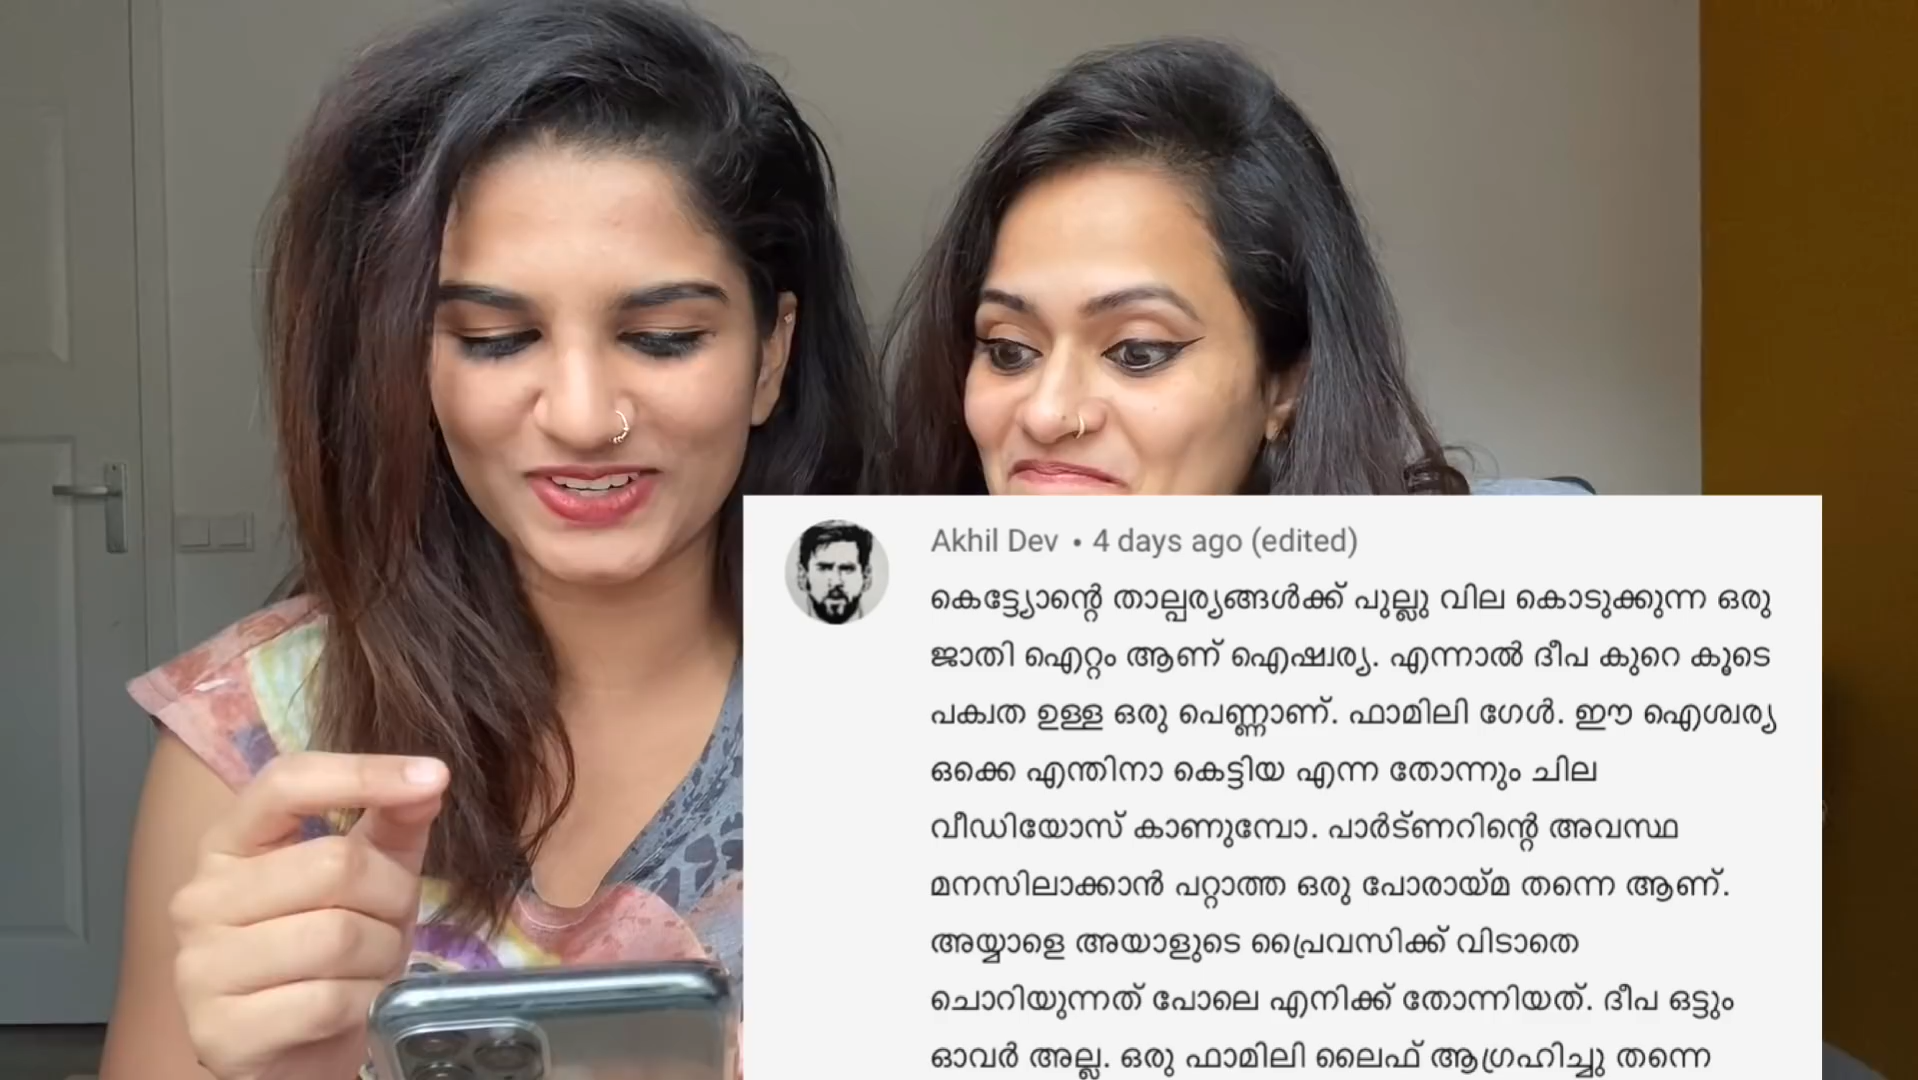 Akhil Dev • 4 days ago (edited)
കെട്ട്യോന്റെ താല്പര്യങ്ങൾക്ക് പുല്ലു വില കൊടുക്കുന്ന ഒരു
ജാതി ഐറ്റം ആണ് ഐഷ്വര്യ. എന്നാൽ ദീപ കുറെ കൂടെ
പക്വത ഉള്ള ഒരു പെണ്ണാണ്. ഫാമിലി ഗേൾ. ഈ ഐശ്വര്യ
ഒക്കെ എന്തിനാ കെട്ടിയ എന്ന തോന്നും ചില
വീഡിയോസ് കാണുമ്പോ. പാർട്ണറിന്റെ അവസ്ഥ
മനസിലാക്കാൻ പറ്റാത്ത ഒരു പോരായ്മ തന്നെ ആണ്.
അയ്യാളെ അയാളുടെ പ്രൈവസിക്ക് വിടാതെ
ചൊറിയുന്നത് പോലെ എനിക്ക് തോന്നിയത്. ദീപ ഒട്ടും
ഓവർ അല്ല. ഒരു ഫാമിലി ലൈഫ് ആഗ്രഹിച്ചു തന്നെ